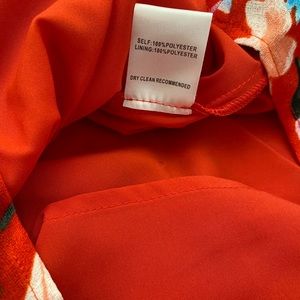 SELF: 100%POLYESTER
LINING: 100%POLYESTER
DRY CLEAN RECOMMENDED